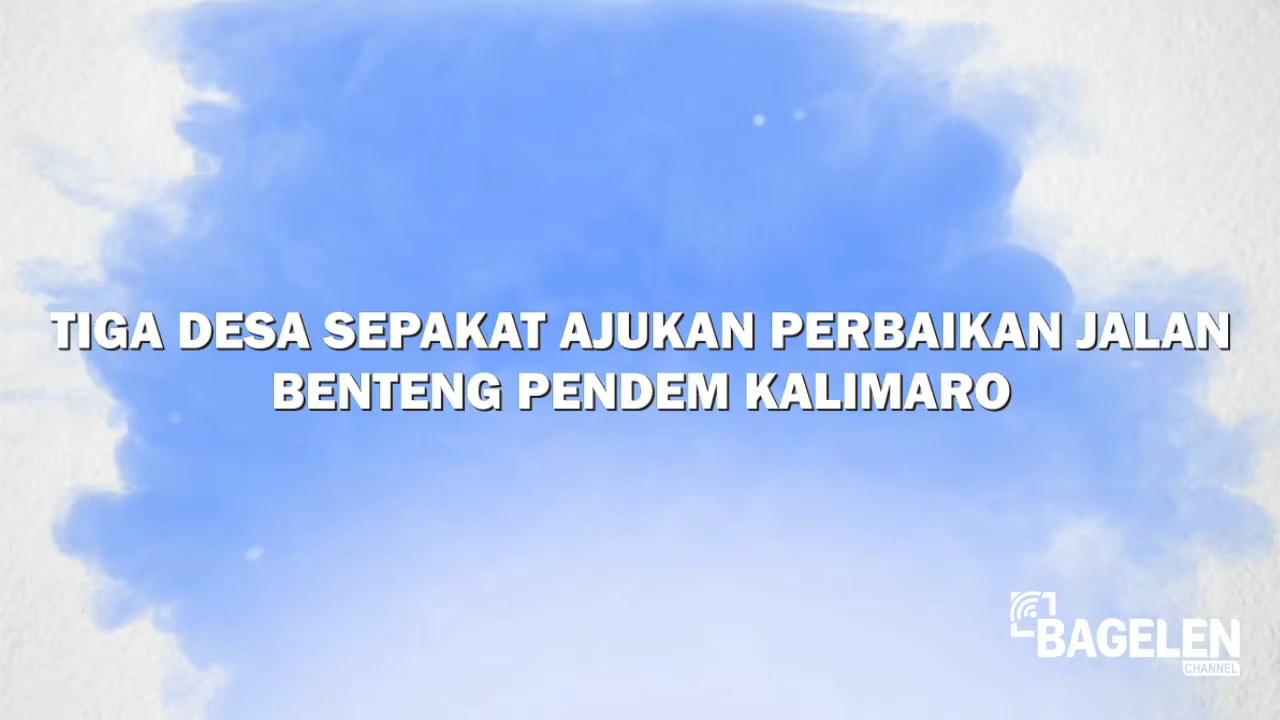 TIGA DESA SEPAKAT AJUKAN PERBAIKAN JALAN
BENTENG PENDEM KALIMARO
BAGELEN
CHANNEL